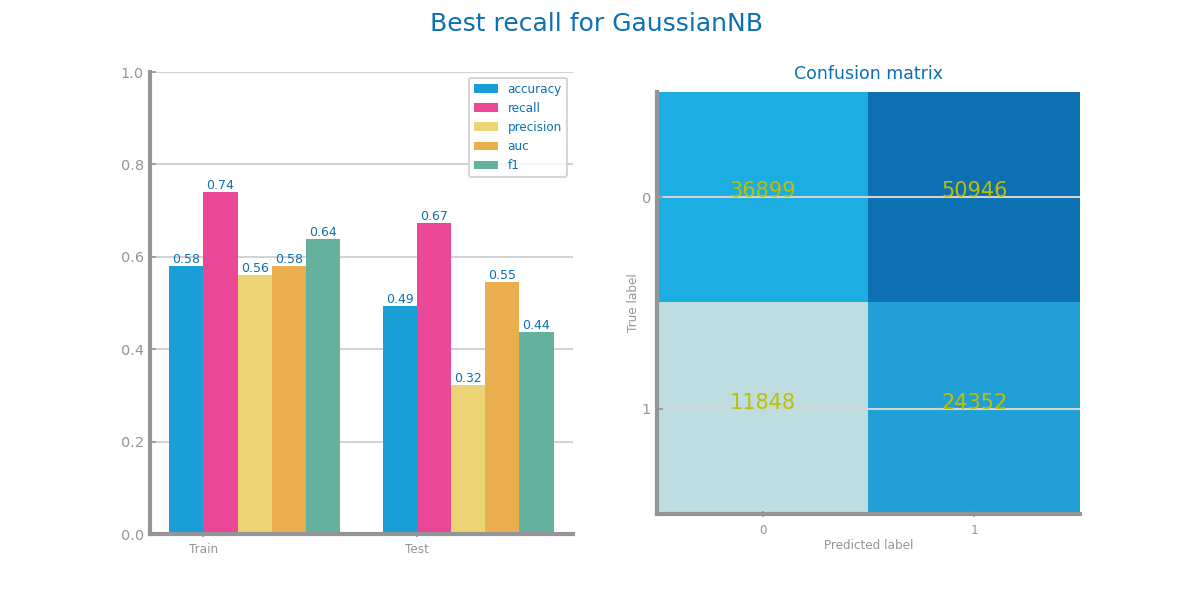 Best recall for GaussianNB
1.0
0.8
0.6
0.4
0.2
0.0
accuracy
recall
precision
auc
f1
0.58
0.74
0.56
0.58
0.64
0.49
0.67
0.32
0.55
0.44
Train
Test
Confusion matrix
True label
0
1
36899
50946
11848
24352
0
1
Predicted label